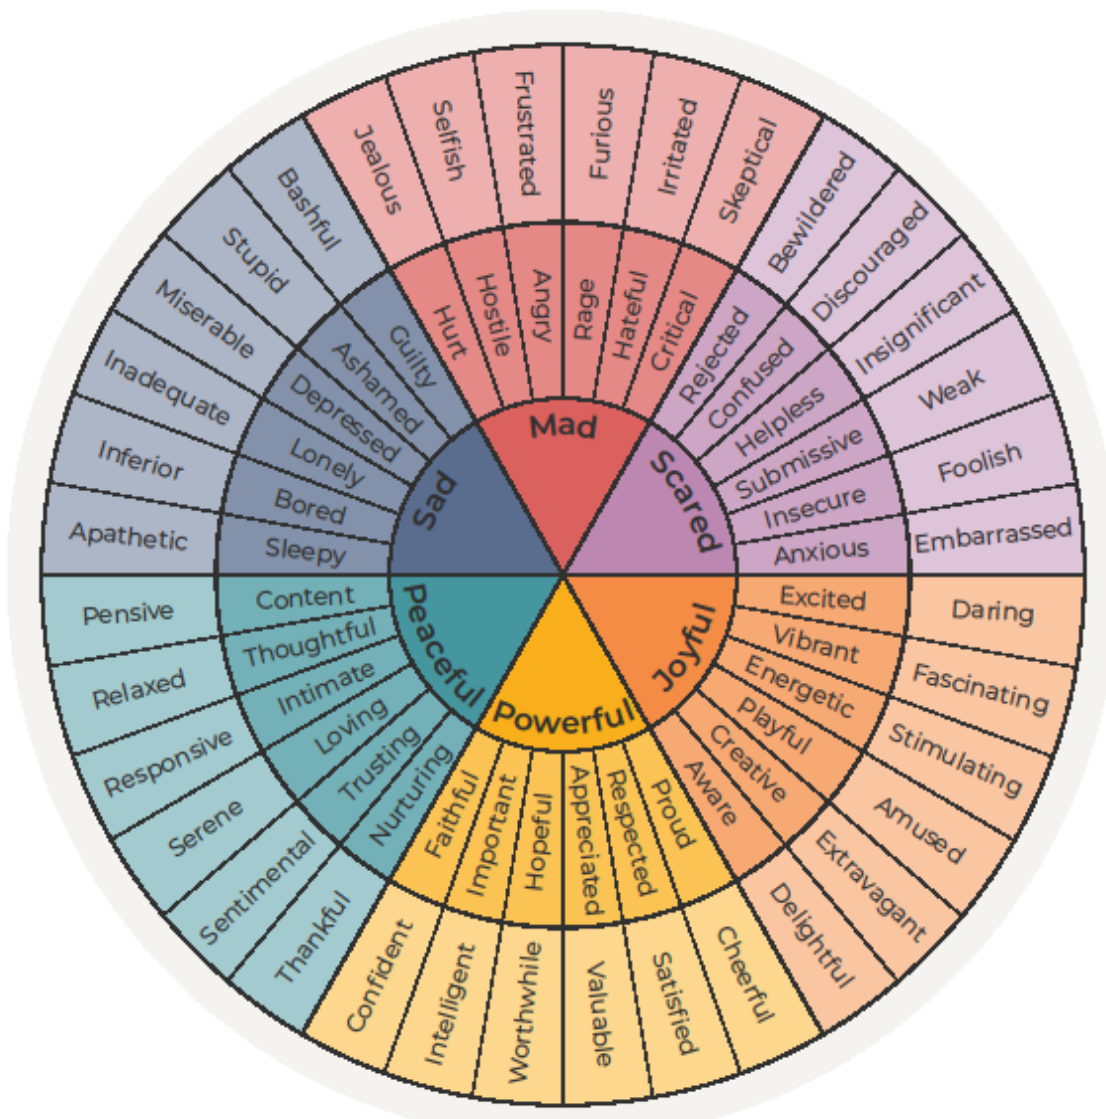 Mad
Scared
Joyful
Powerful
Peaceful
Sad
Hurt
Hostile
Angry
Rage
Hateful
Critical
Rejected
Confused
Helpless
Submissive
Insecure
Anxious
Excited
Vibrant
Energetic
Playful
Creative
Aware
Proud
Respected
Appreciated
Hopeful
Important
Faithful
Nurturing
Trusting
Loving
Intimate
Thoughtful
Content
Sleepy
Bored
Lonely
Depressed
Ashamed
Guilty
Jealous
Selfish
Frustrated
Furious
Irritated
Skeptical
Bewildered
Discouraged
Insignificant
Weak
Foolish
Embarrassed
Daring
Fascinating
Stimulating
Amused
Extravagant
Delightful
Cheerful
Satisfied
Valuable
Worthwhile
Intelligent
Confident
Thankful
Sentimental
Serene
Responsive
Relaxed
Pensive
Apathetic
Inferior
Inadequate
Miserable
Stupid
Bashful